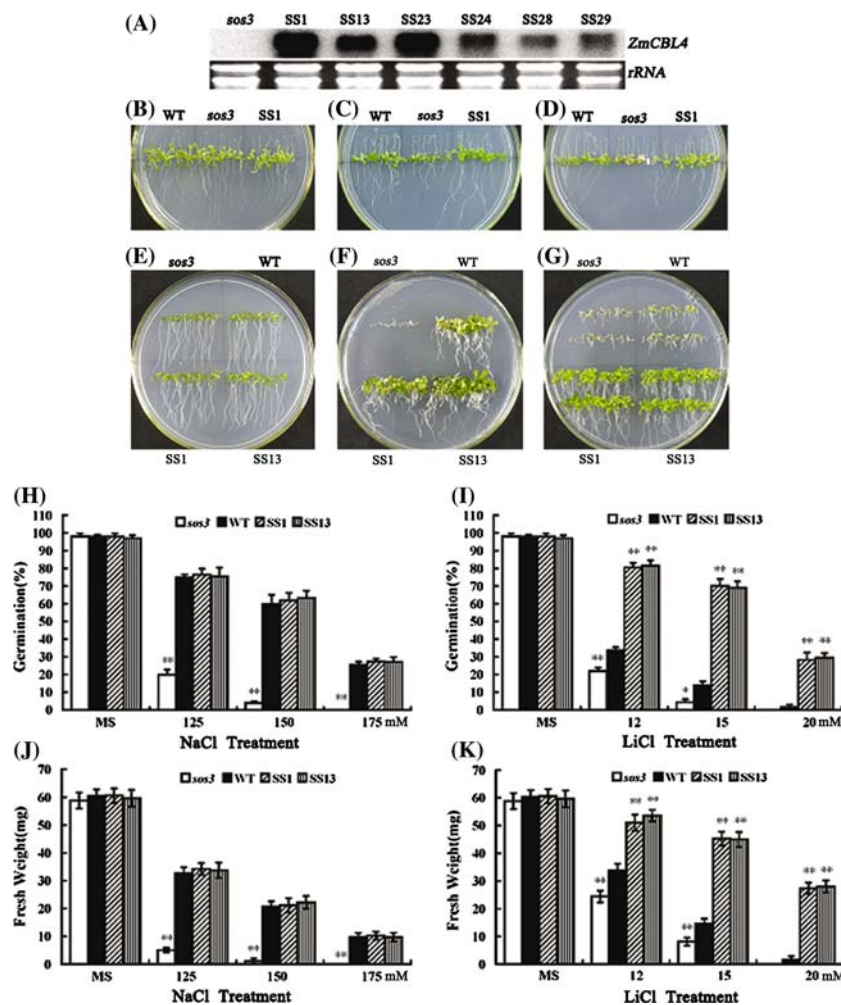 (A)
sos3 SS1 SS13 SS23 SS24 SS28 SS29
ZmCBL4
rRNA
(B) WT sos3 SS1
(C) WT sos3 SS1
(D) WT sos3 SS1
(E) sos3 WT
SS1 SS13
(F) sos3 WT
SS1 SS13
(G) sos3 WT
SS1 SS13
(H)
Germination(%)
110
100
90
80
70
60
50
40
30
20
10
0
sos3 WT SS1 SS13
**
**
**
MS 125 150 175 mM
NaCl Treatment
(I)
Germination(%)
110
100
90
80
70
60
50
40
30
20
10
0
sos3 WT SS1 SS13
** ** **
* ** **
** **
MS 12 15 20 mM
LiCl Treatment
(J)
Fresh Weight(mg)
70
60
50
40
30
20
10
0
sos3 WT SS1 SS13
**
**
**
MS 125 150 175 mM
NaCl Treatment
(K)
Fresh Weight(mg)
70
60
50
40
30
20
10
0
sos3 WT SS1 SS13
** ** **
** ** **
** **
MS 12 15 20 mM
LiCl Treatment